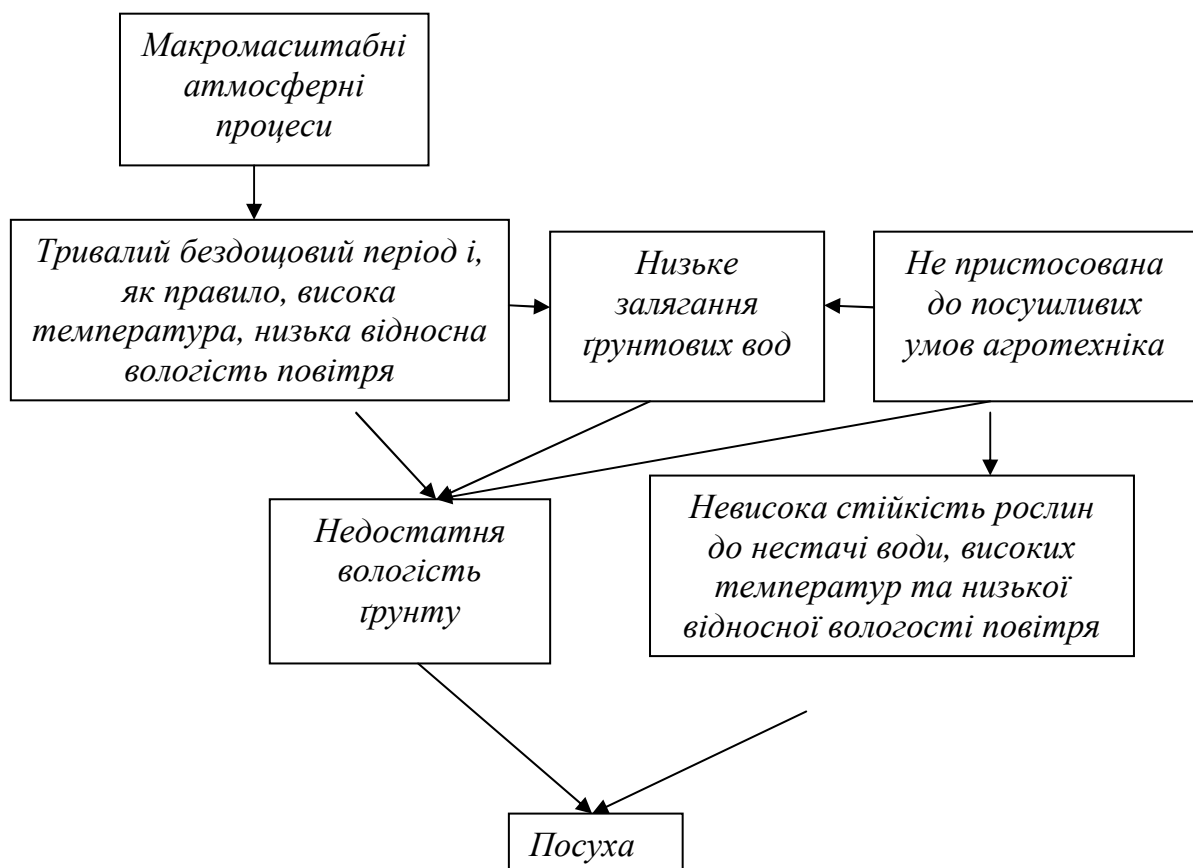 Макромасштабні
атмосферні
процеси
Тривалий бездощовий період і,
як правило, висока
температура, низька відносна
вологість повітря
Низьке
залягання
ґрунтових вод
Не пристосована
до посушливих
умов агротехніка
Недостатня
вологість
ґрунту
Невисока стійкість рослин
до нестачі води, високих
температур та низької
відносної вологості повітря
Посуха